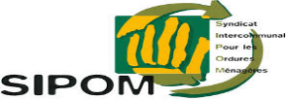 Syndicat
Intercommunal
Pour les
Ordures
Ménagères
SIPOM